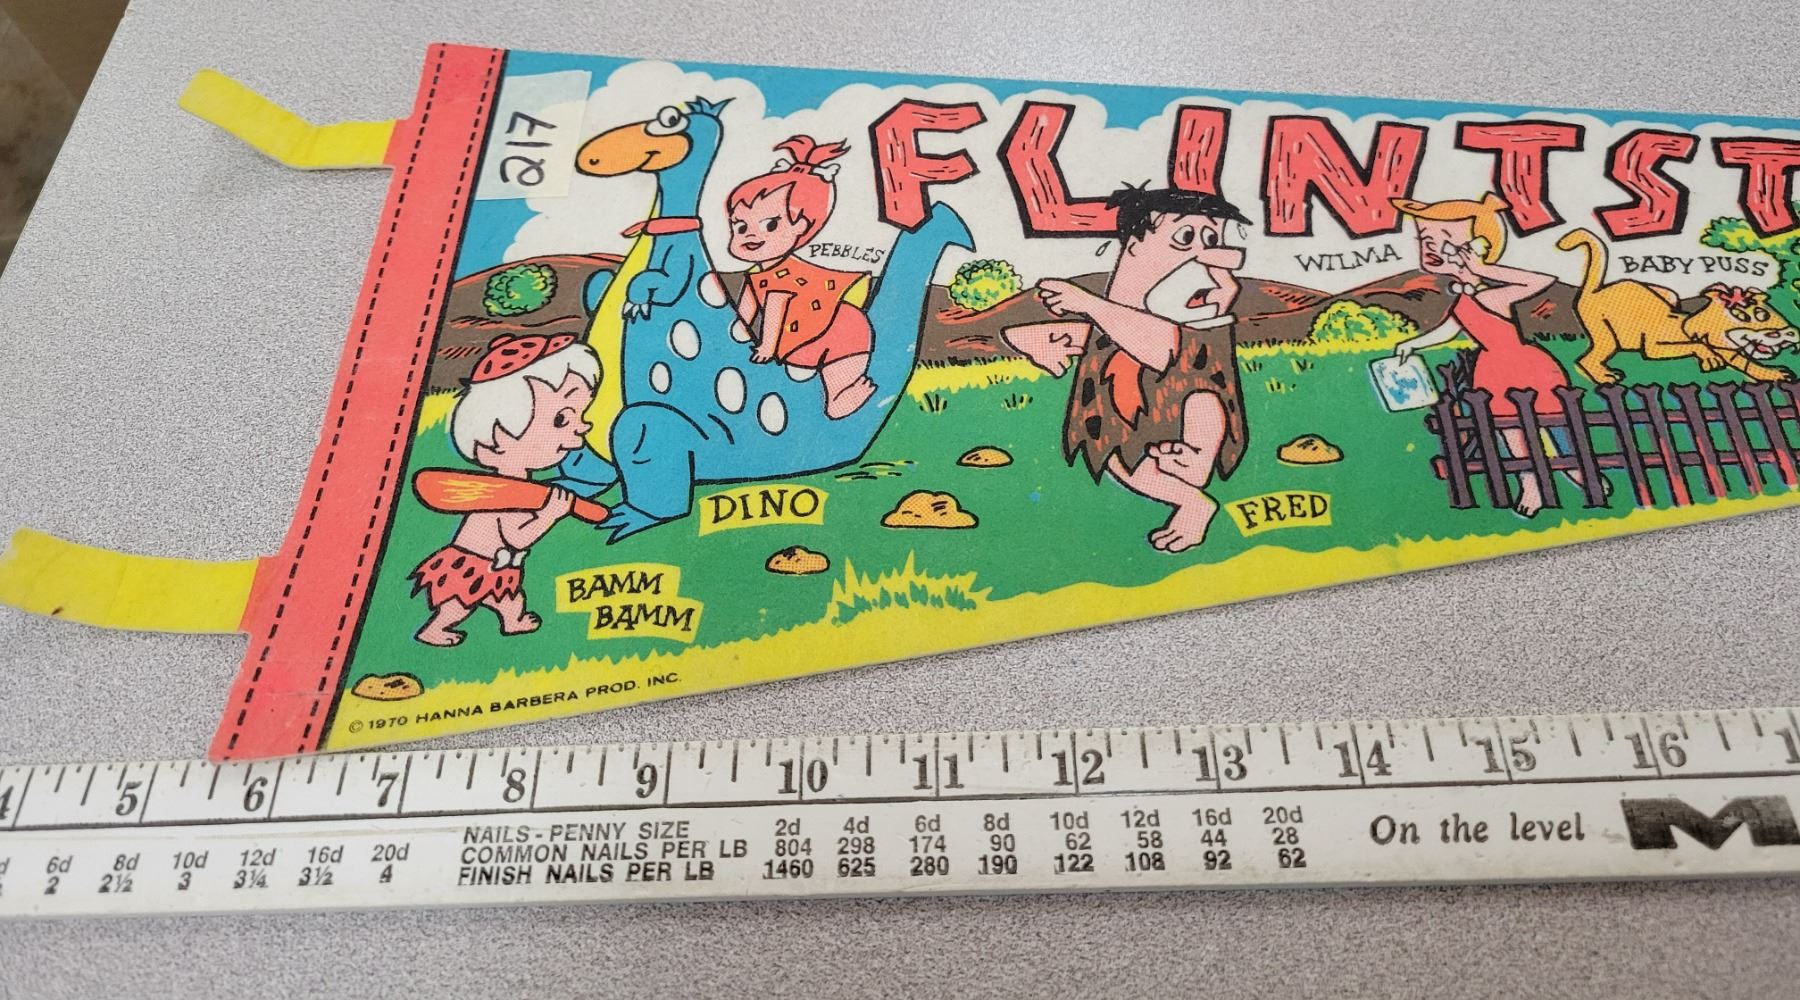 217
FLINTST
PEBBLES
WILMA
BABY PUSS
DINO
FRED
BAMM
BAMM
© 1970 HANNA BARBERA PROD. INC.
4 5 6 7 8 9 10 11 12 13 14 15 16 1
NAILS - PENNY SIZE 2d 4d 6d 8d 10d 12d 16d 20d
COMMON NAILS PER LB 804 298 174 90 62 58 44 28
FINISH NAILS PER LB 1460 625 280 190 122 108 92 62
6d 8d 10d 12d 16d 20d
2 2½ 3 3¼ 3½ 4
On the level M